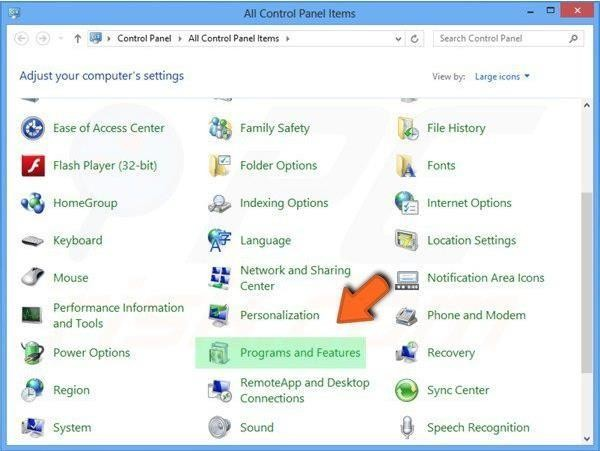 All Control Panel Items
Control Panel
All Control Panel Items
Search Control Panel
Adjust your computer's settings
View by: Large icons
Ease of Access Center
Family Safety
File History
Flash Player (32-bit)
Folder Options
Fonts
HomeGroup
Indexing Options
Internet Options
Keyboard
Language
Location Settings
Mouse
Network and Sharing
Center
Notification Area Icons
Performance Information
and Tools
Personalization
Phone and Modem
Power Options
Programs and Features
Recovery
Region
RemoteApp and Desktop
Connections
Sync Center
System
Sound
Speech Recognition